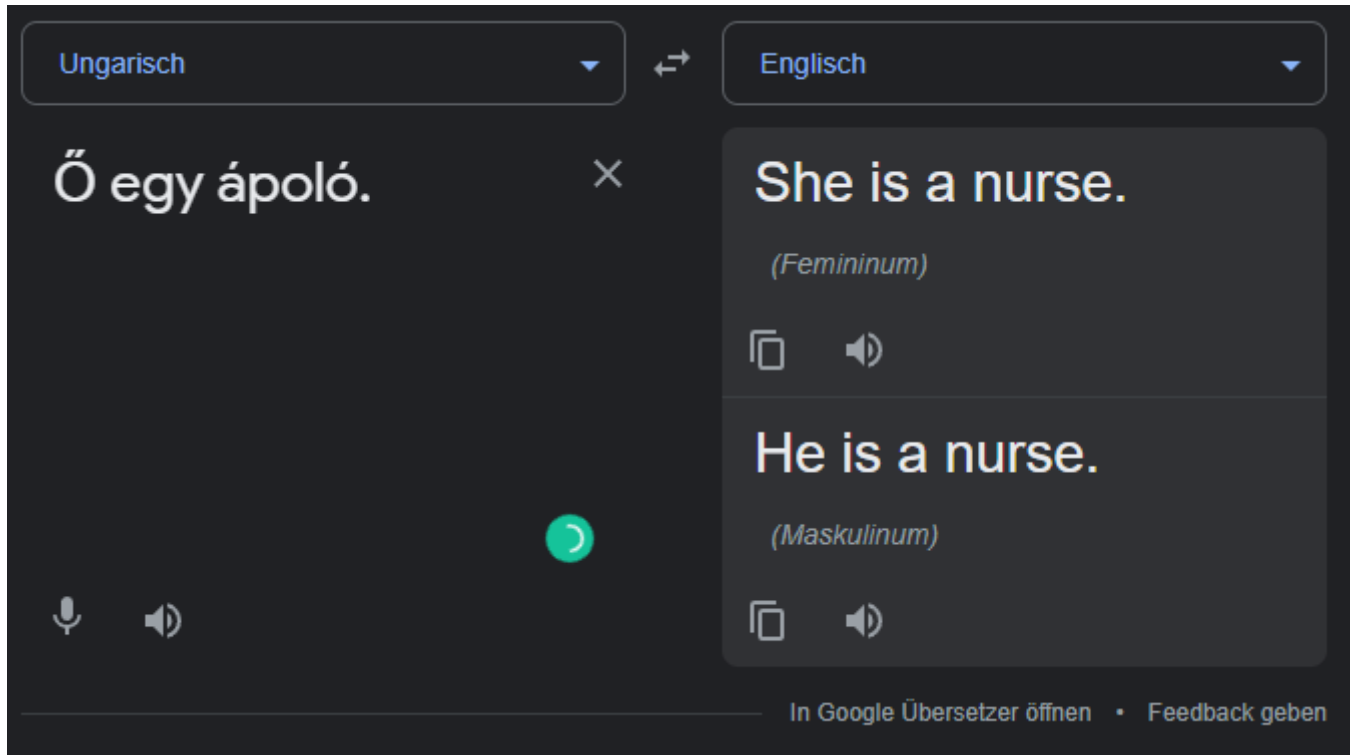 Ungarisch
Englisch
Ő egy ápoló.
She is a nurse.
(Femininum)
He is a nurse.
(Maskulinum)
In Google Übersetzer öffnen • Feedback geben